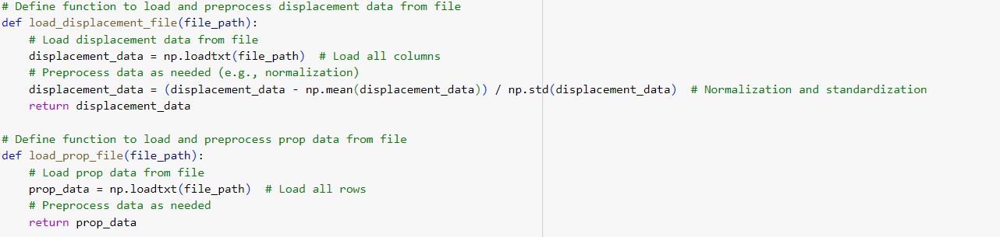 # Define function to load and preprocess displacement data from file
def load_displacement_file(file_path):
    # Load displacement data from file
    displacement_data = np.loadtxt(file_path)  # Load all columns
    # Preprocess data as needed (e.g., normalization)
    displacement_data = (displacement_data - np.mean(displacement_data)) / np.std(displacement_data)  # Normalization and standardization
    return displacement_data

# Define function to load and preprocess prop data from file
def load_prop_file(file_path):
    # Load prop data from file
    prop_data = np.loadtxt(file_path)  # Load all rows
    # Preprocess data as needed
    return prop_data